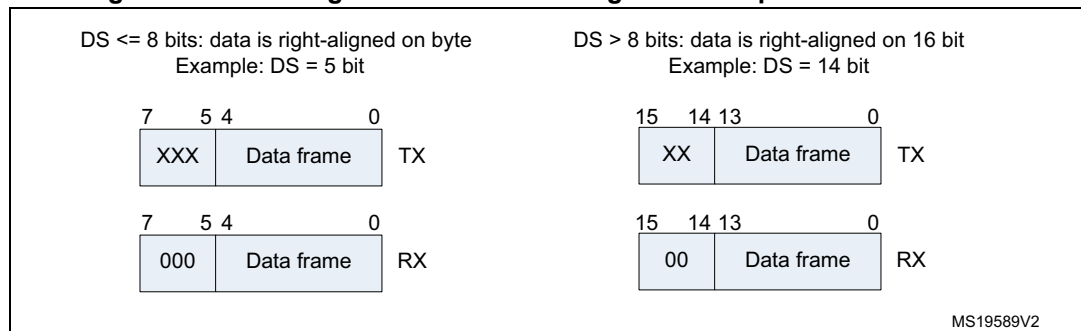 DS <= 8 bits: data is right-aligned on byte
Example: DS = 5 bit
7 5 4 0
XXX Data frame TX
7 5 4 0
000 Data frame RX
DS > 8 bits: data is right-aligned on 16 bit
Example: DS = 14 bit
15 14 13 0
XX Data frame TX
15 14 13 0
00 Data frame RX
MS19589V2